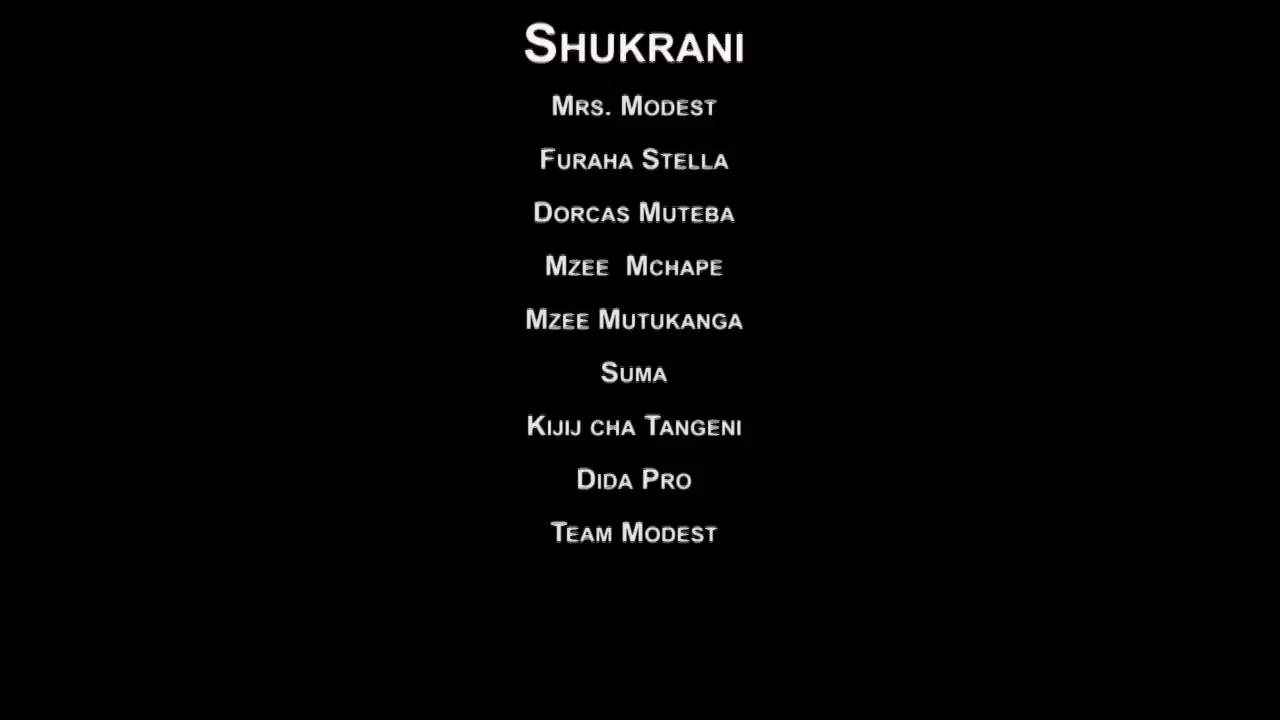 Shukrani
Mrs. Modest
Furaha Stella
Dorcas Muteba
Mzee Mchape
Mzee Mutukanga
Suma
Kijij cha Tangeni
Dida Pro
Team Modest